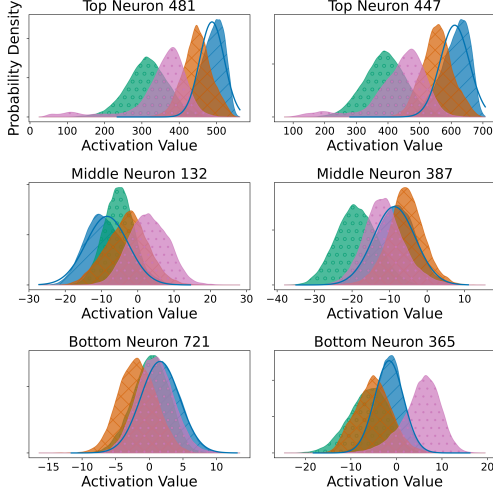 Top Neuron 481
Top Neuron 447
Probability Density
0 100 200 300 400 500
100 200 300 400 500 600 700
Activation Value
Activation Value
Middle Neuron 132
Middle Neuron 387
−30 −20 −10 0 10 20 30
−40 −30 −20 −10 0 10
Activation Value
Activation Value
Bottom Neuron 721
Bottom Neuron 365
−15 −10 −5 0 5 10
−20 −10 0 10 20
Activation Value
Activation Value